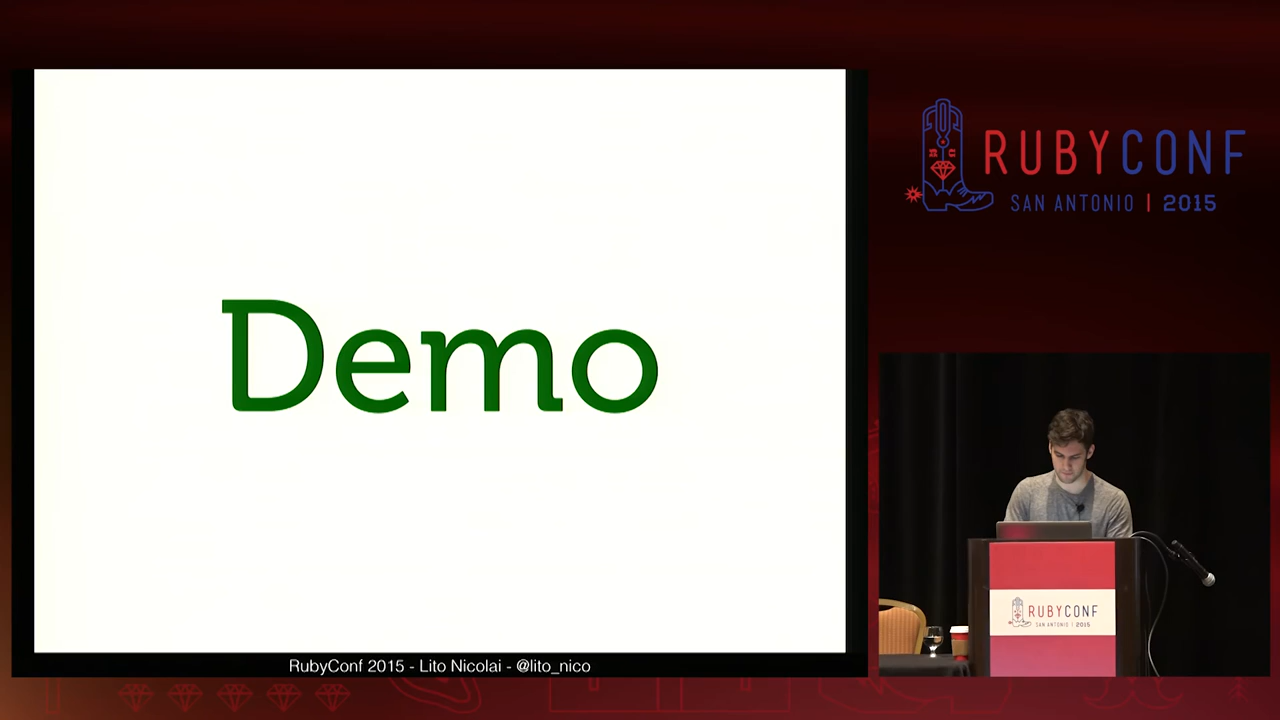 Demo
RubyConf 2015 - Lito Nicolai - @lito_nico
RUBYCONF
SAN ANTONIO | 2015
RUBYCONF
SAN ANTONIO | 2015